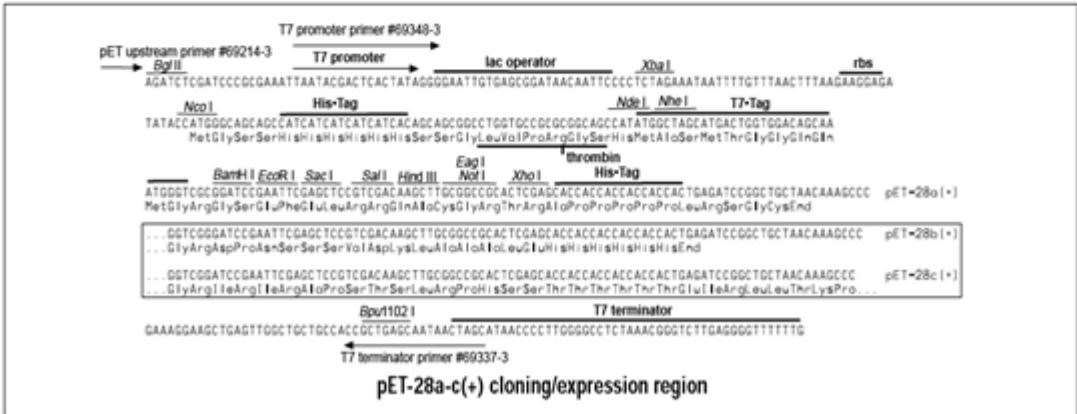 T7 promoter primer #69348-3
pET upstream primer #69214-3
Bgl II T7 promoter lac operator Xba I rbs
AGATCTCGATCCCGCGAAATTAATACGACTCACTATAGGGGAATTGTGAGCGGATAACAATTCCCCTCTAGAAATAATTTTGTTTAACTTTAAGAAGGAGA
Nco I His•Tag Nde I Nhe I T7•Tag
TATACCATGGGCAGCAGCCATCATCATCATCATCACAGCAGCGGCCTGGTGCCGCGCGGCAGCCATATGGCTAGCATGACTGGTGGACAGCAA
MetGlySerSerHisHisHisHisHisHisSerSerGlyLeuValProArgGlySerHisMetAlaSerMetThrGlyGlyGlnGln
thrombin
BamH I EcoR I Sac I Sal I Hind III Eag I Not I Xho I His•Tag
ATGGGTCGCGGATCCGAATTCGAGCTCCGTCGACAAGCTTGCGGCCGCACTCGAGCACCACCACCACCACCACTGAGATCCGGCTGCTAACAAAGCCC pET-28a(+)
MetGlyArgGlySerGluPheGluLeuArgArgGlnAlaCysGlyArgThrArgAlaProProProProProProLeuArgSerGlyCysEnd
...GGTCGGGATCCGAATTCGAGCTCCGTCGACAAGCTTGCGGCCGCACTCGAGCACCACCACCACCACCACTGAGATCCGGCTGCTAACAAAGCCC pET-28b(+)
...GlyArgAspProAsnSerSerSerValAspLysLeuAlaAlaAlaLeuGluHisHisHisHisHisHisEnd
...GGTCGGATCCGAATTCGAGCTCCGTCGACAAGCTTGCGGCCGCACTCGAGCACCACCACCACCACCACTGAGATCCGGCTGCTAACAAAGCCC pET-28c(+)
...GlyArgIleArgIleArgAlaProSerThrSerLeuArgProHisSerSerThrThrThrThrThrThrGluIleArgLeuLeuThrLysPro...
Bpu1102 I T7 terminator
GAAAGGAAGCTGAGTTGGCTGCTGCCACCGCTGAGCAATAACTAGCATAACCCCTTGGGGCCTCTAAACGGGTCTTGAGGGGTTTTTTG
T7 terminator primer #69337-3
pET-28a-c(+) cloning/expression region